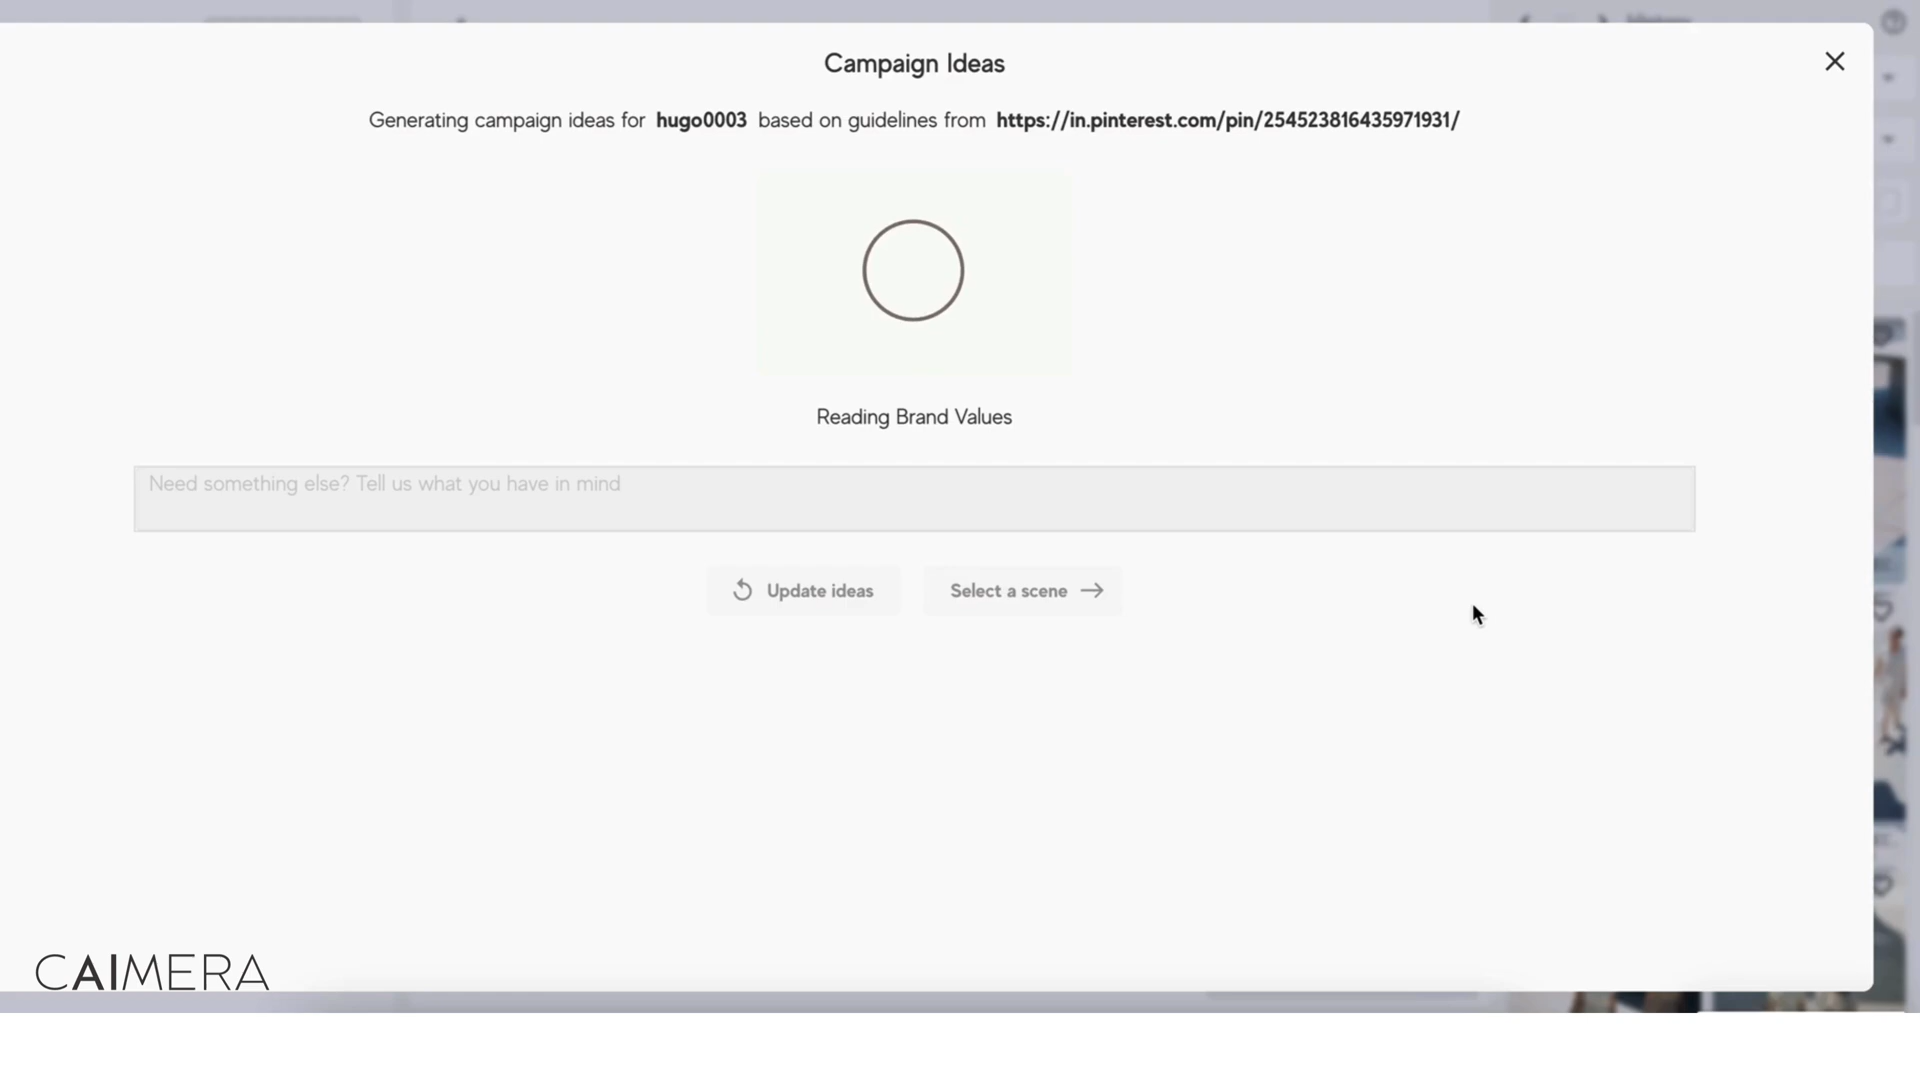 Campaign Ideas
Generating campaign ideas for hugo0003 based on guidelines from https://in.pinterest.com/pin/254523816435971931/
Reading Brand Values
Need something else? Tell us what you have in mind
Update ideas
Select a scene
CAIMERA